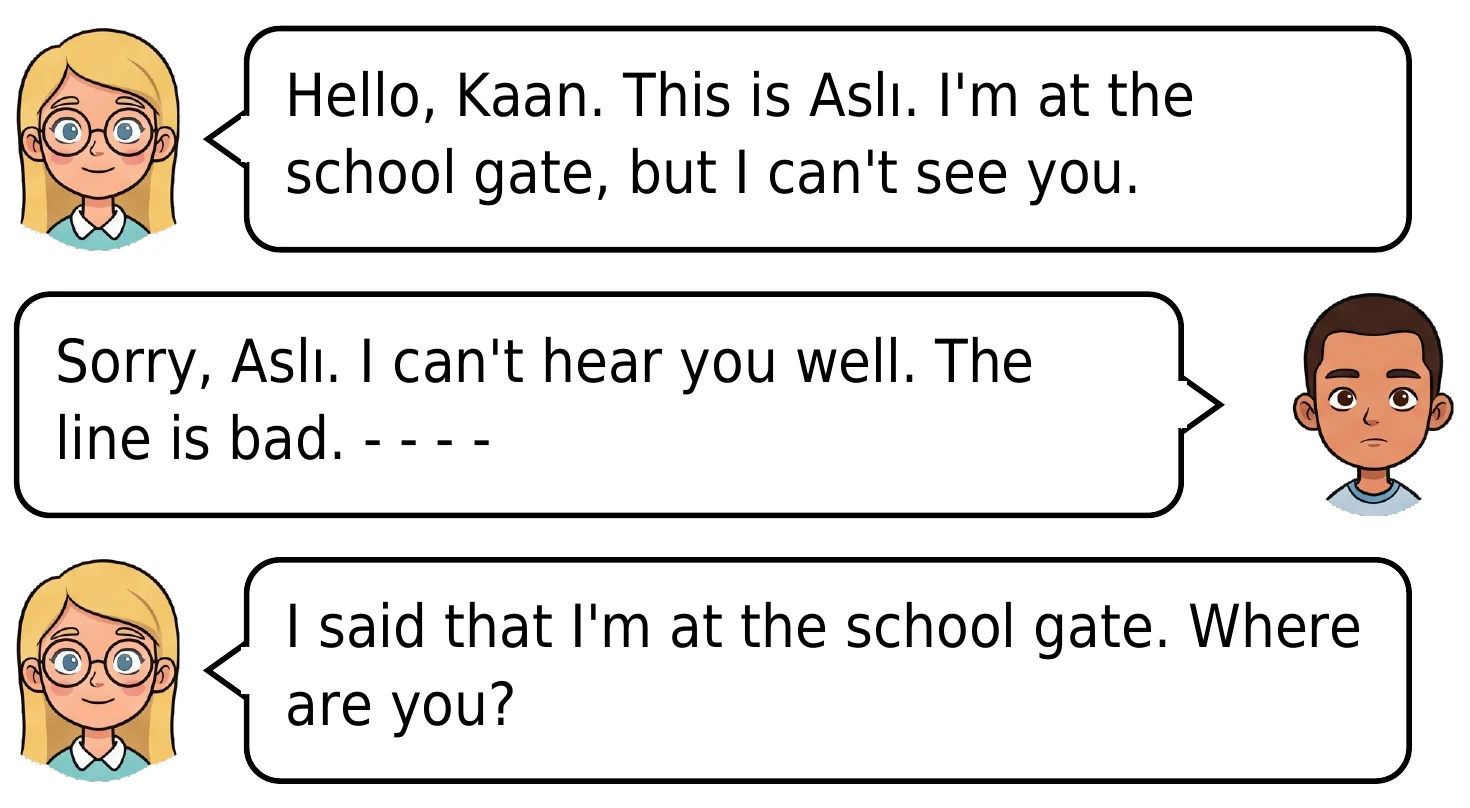 Hello, Kaan. This is Aslı. I'm at the
school gate, but I can't see you.
Sorry, Aslı. I can't hear you well. The
line is bad. - - - -
I said that I'm at the school gate. Where
are you?